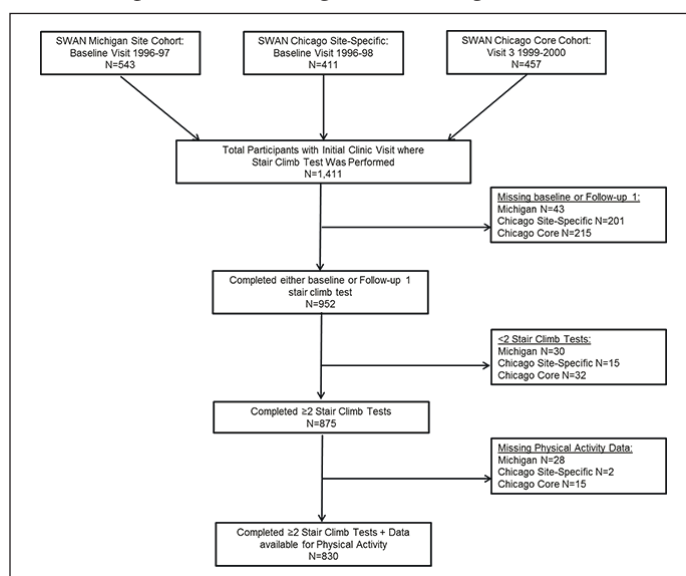 SWAN Michigan Site Cohort:
Baseline Visit 1996-97
N=543
SWAN Chicago Site-Specific:
Baseline Visit 1996-98
N=411
SWAN Chicago Core Cohort:
Visit 3 1999-2000
N=457
Total Participants with Initial Clinic Visit where
Stair Climb Test Was Performed
N=1,411
Missing baseline or Follow-up 1:
Michigan N=43
Chicago Site-Specific N=201
Chicago Core N=215
Completed either baseline or Follow-up 1
stair climb test
N=952
<2 Stair Climb Tests:
Michigan N=30
Chicago Site-Specific N=15
Chicago Core N=32
Completed ≥2 Stair Climb Tests
N=875
Missing Physical Activity Data:
Michigan N=28
Chicago Site-Specific N=2
Chicago Core N=15
Completed ≥2 Stair Climb Tests + Data
available for Physical Activity
N=830